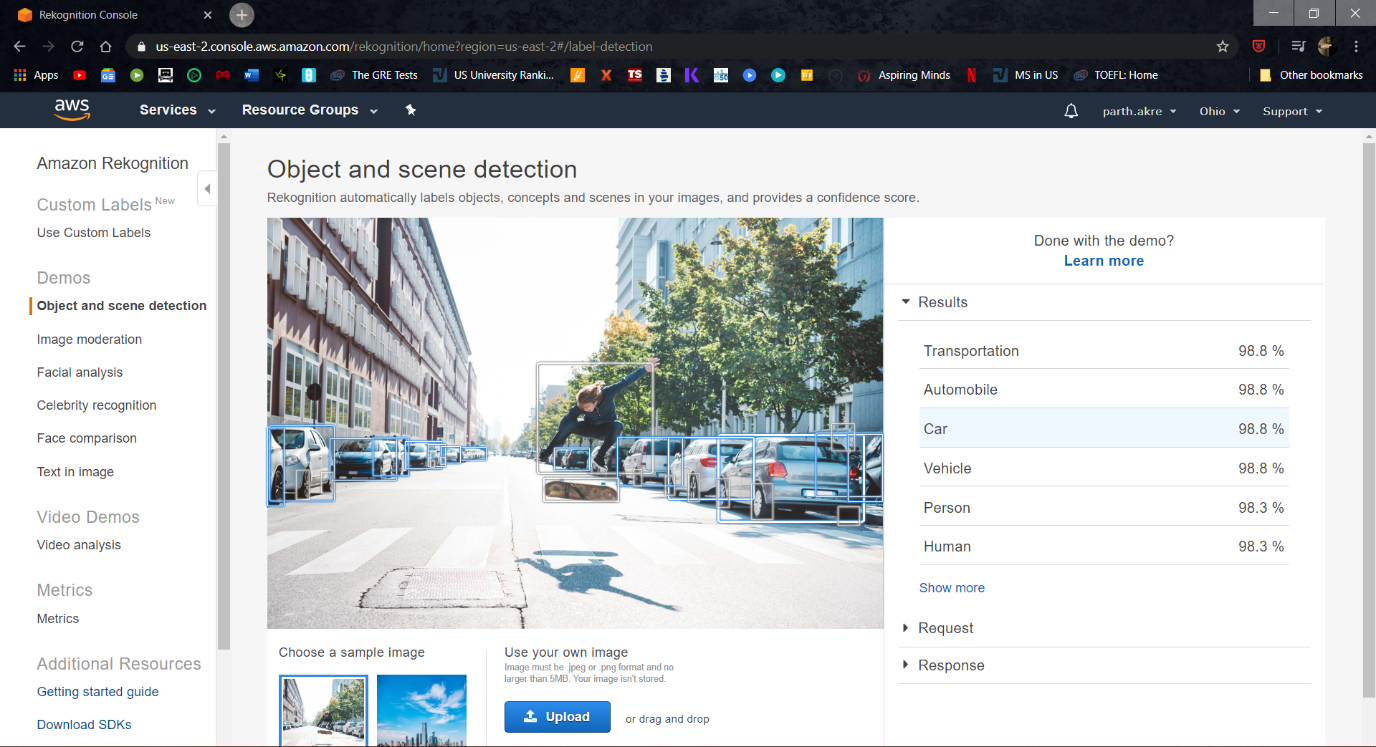 Rekognition Console
us-east-2.console.aws.amazon.com/rekognition/home?region=us-east-2#/label-detection
Apps
The GRE Tests
US University Ranki...
TS
Aspiring Minds
MS in US
TOEFL: Home
Other bookmarks
aws
Services
Resource Groups
parth.akre
Ohio
Support
Amazon Rekognition
Custom Labels New
Use Custom Labels
Demos
Object and scene detection
Image moderation
Facial analysis
Celebrity recognition
Face comparison
Text in image
Video Demos
Video analysis
Metrics
Metrics
Additional Resources
Getting started guide
Download SDKs
Object and scene detection
Rekognition automatically labels objects, concepts and scenes in your images, and provides a confidence score.
Choose a sample image
Use your own image
Image must be .jpeg or .png format and no
larger than 5MB. Your image isn't stored.
Upload
or drag and drop
Done with the demo?
Learn more
Results
Transportation 98.8 %
Automobile 98.8 %
Car 98.8 %
Vehicle 98.8 %
Person 98.3 %
Human 98.3 %
Show more
Request
Response